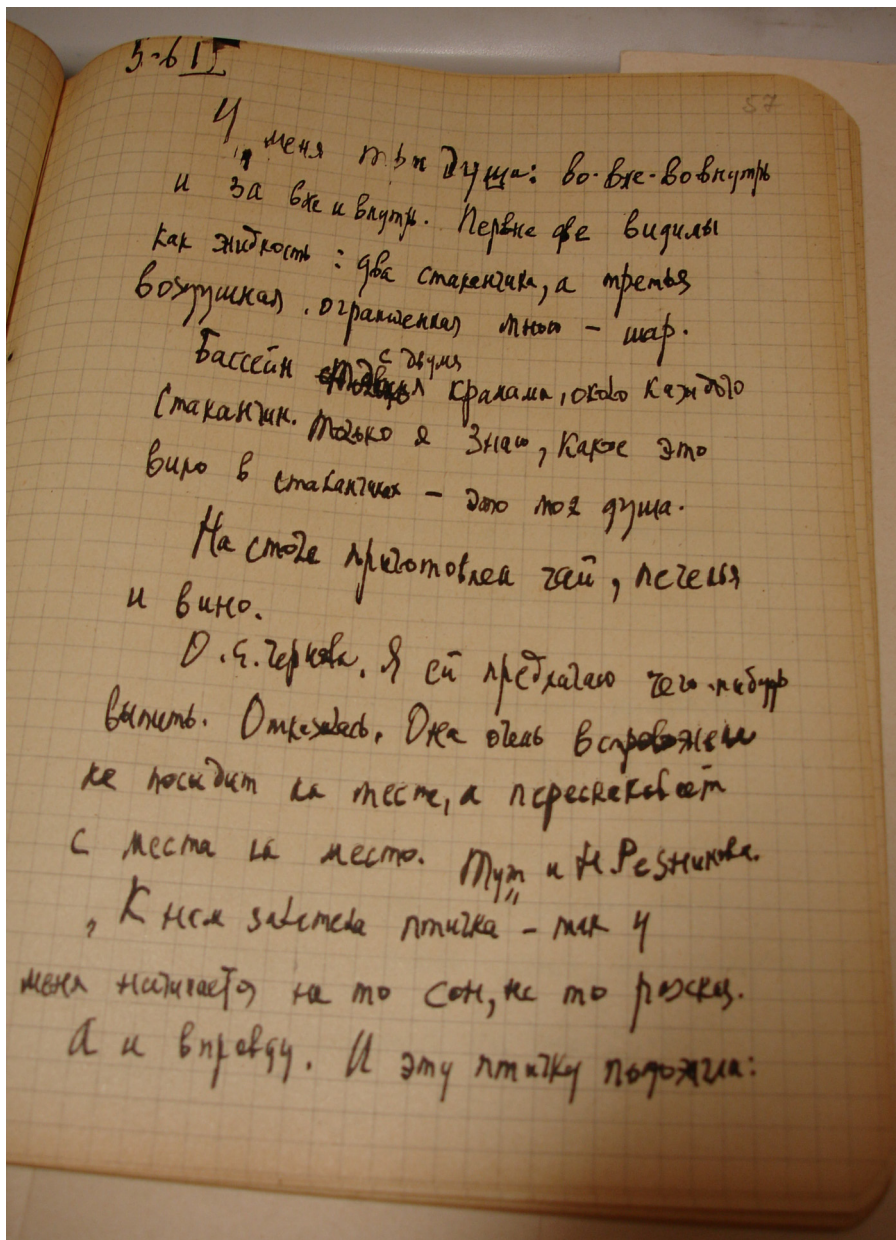 5-6 II
57
У меня три души: во-вне-вовнутрь
и за вне и внутрь. Первые две видимы
как жидкость: два стаканчика, а третья
воздушная, ограниченная мною – шар.
Бассейн с двумя кранами, около каждого
стаканчик. Только я знаю, какое это
вино в стаканчиках – это моя душа.
На столе приготовлен чай, печенья
и вино.
О.Е. Чернова. Я ей предлагаю чего-нибудь
выпить. Отказалась. Она очень встревожена
не посидит на месте, а перескакивает
с места на место. Тут и Н. Резникова.
„К нам залетела птичка" – так у
меня начинается не то сон, не то рассказ.
А и вправду. И эту птичку